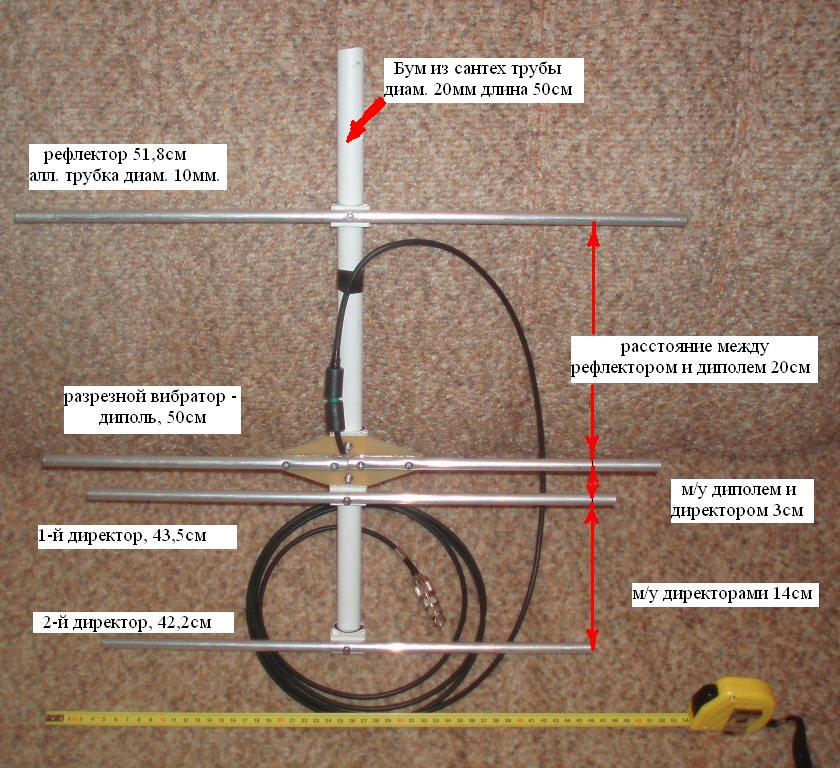 Бум из сантех трубы
диам. 20мм длина 50см
рефлектор 51,8см
алл. трубка диам. 10мм.
расстояние между
рефлектором и диполем 20см
разрезной вибратор -
диполь, 50см
м/у диполем и
директором 3см
1-й директор, 43,5см
м/у директорами 14см
2-й директор, 42,2см